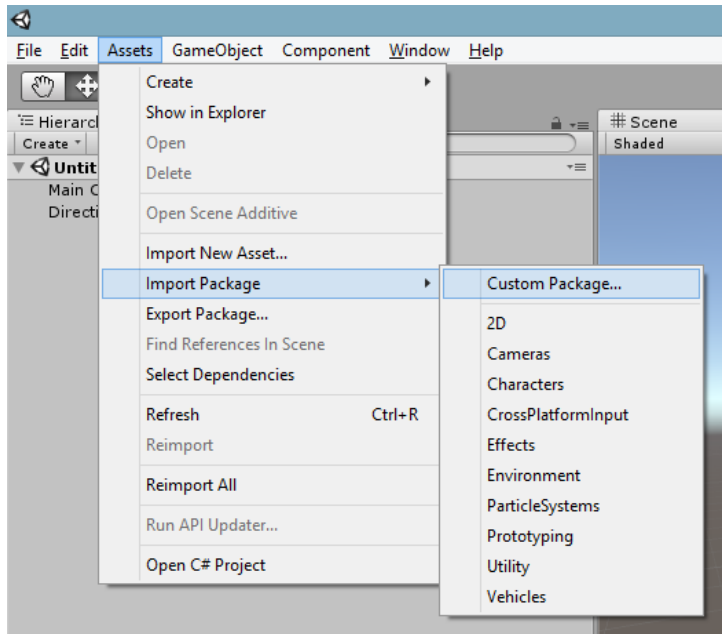 File Edit Assets GameObject Component Window Help
Hierarcl
Create
Untit
Main C
Directi
Create
Show in Explorer
Open
Delete
Open Scene Additive
Import New Asset...
Import Package
Export Package...
Find References In Scene
Select Dependencies
Refresh Ctrl+R
Reimport
Reimport All
Run API Updater...
Open C# Project
Custom Package...
2D
Cameras
Characters
CrossPlatformInput
Effects
Environment
ParticleSystems
Prototyping
Utility
Vehicles
Scene
Shaded